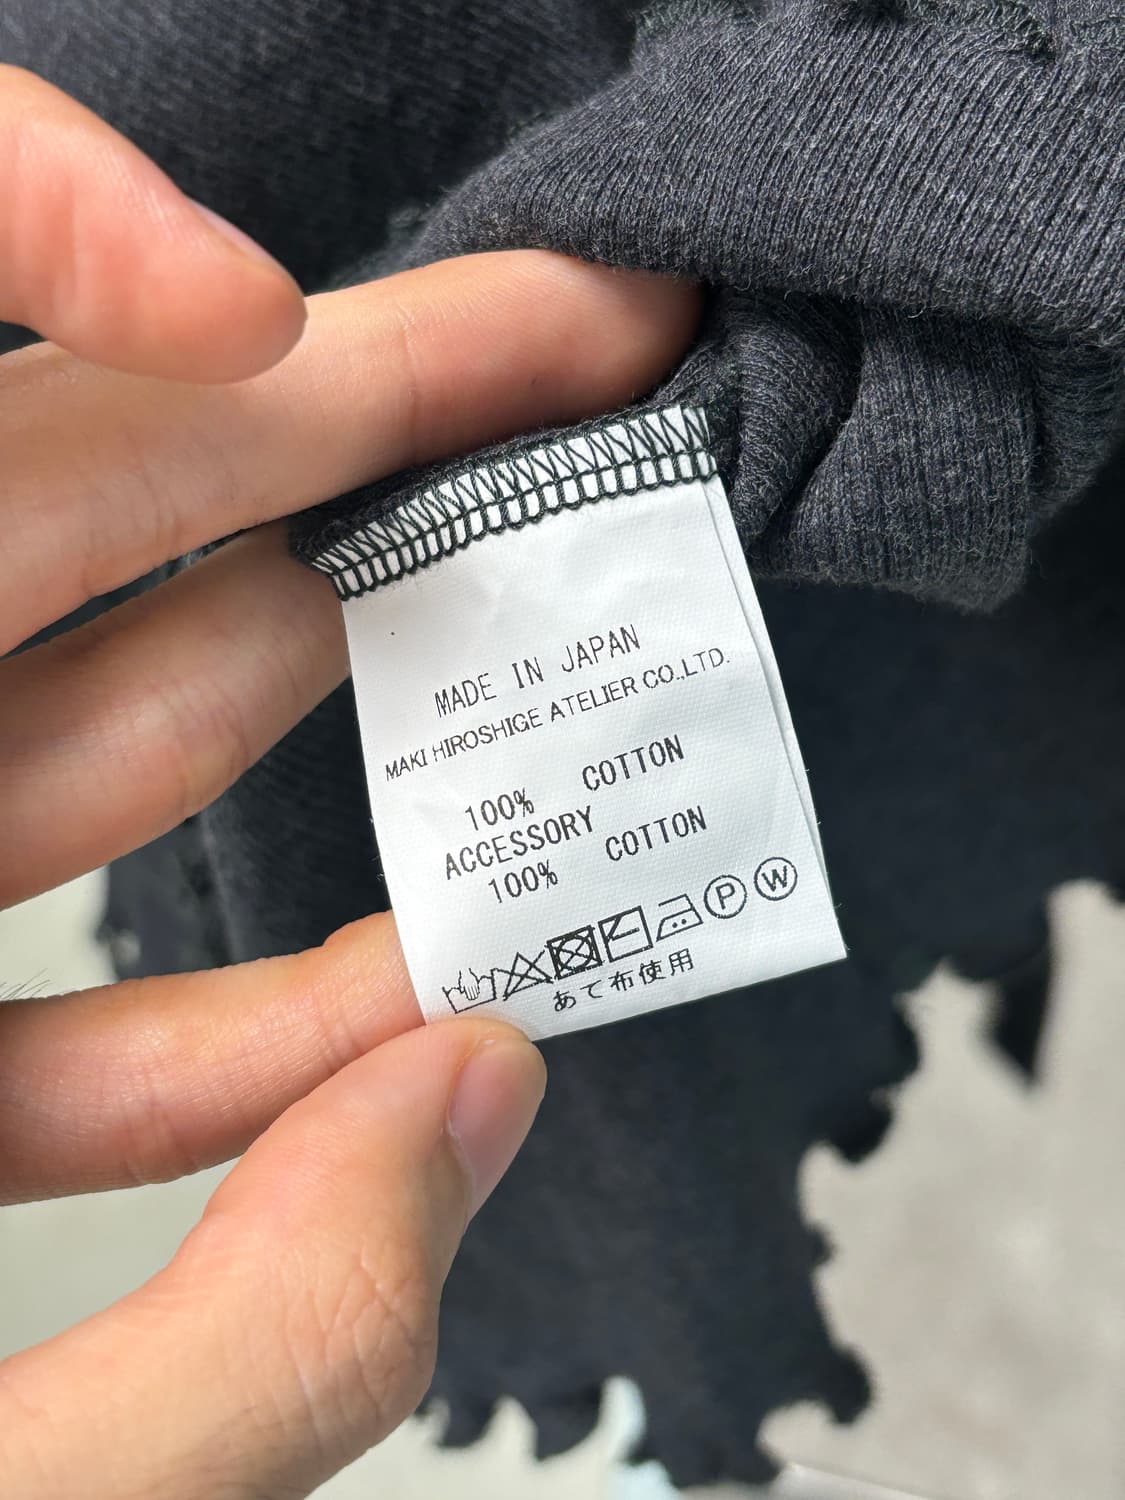 MADE IN JAPAN
MAKI HIROSHIGE ATELIER CO.,LTD.
100% COTTON
ACCESSORY
100% COTTON
P W
あて布使用